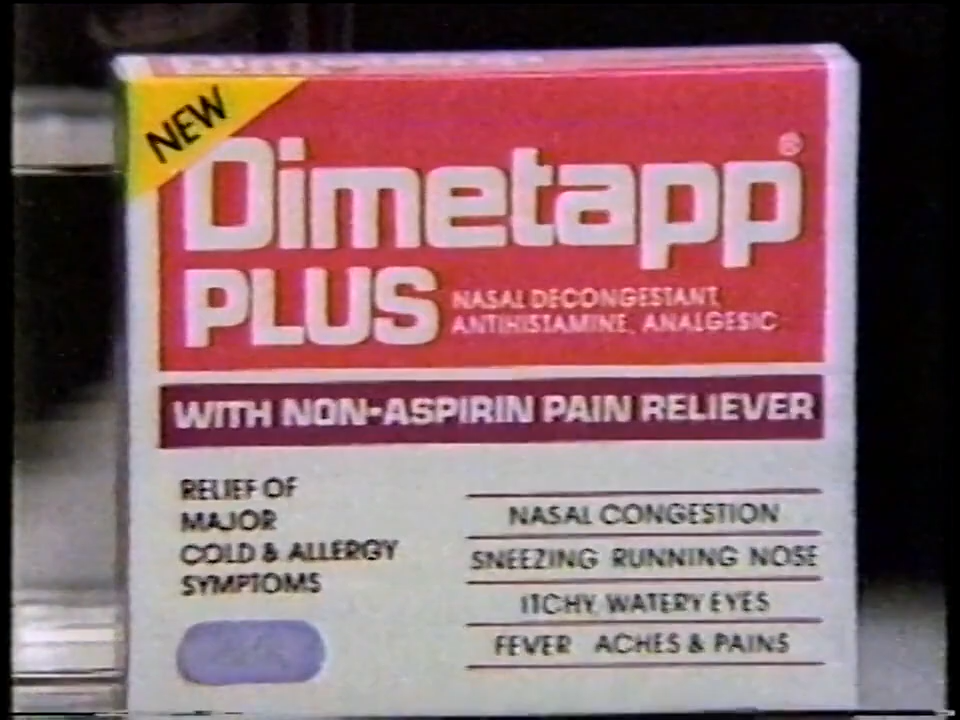 NEW
Dimetapp®
PLUS
NASAL DECONGESTANT,
ANTIHISTAMINE, ANALGESIC
WITH NON-ASPIRIN PAIN RELIEVER
RELIEF OF
MAJOR
COLD & ALLERGY
SYMPTOMS
NASAL CONGESTION
SNEEZING RUNNING NOSE
ITCHY, WATERY EYES
FEVER ACHES & PAINS